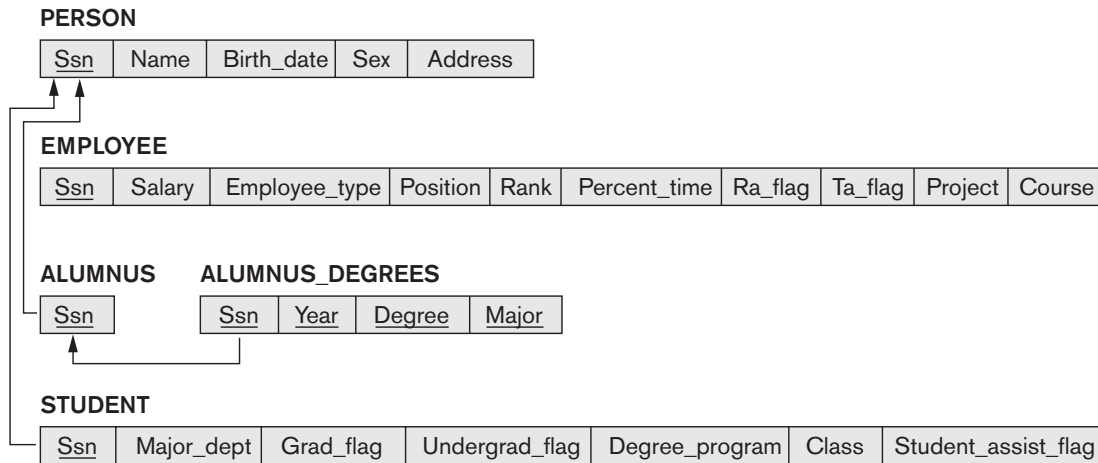 PERSON
Ssn Name Birth_date Sex Address
EMPLOYEE
Ssn Salary Employee_type Position Rank Percent_time Ra_flag Ta_flag Project Course
ALUMNUS ALUMNUS_DEGREES
Ssn Ssn Year Degree Major
STUDENT
Ssn Major_dept Grad_flag Undergrad_flag Degree_program Class Student_assist_flag